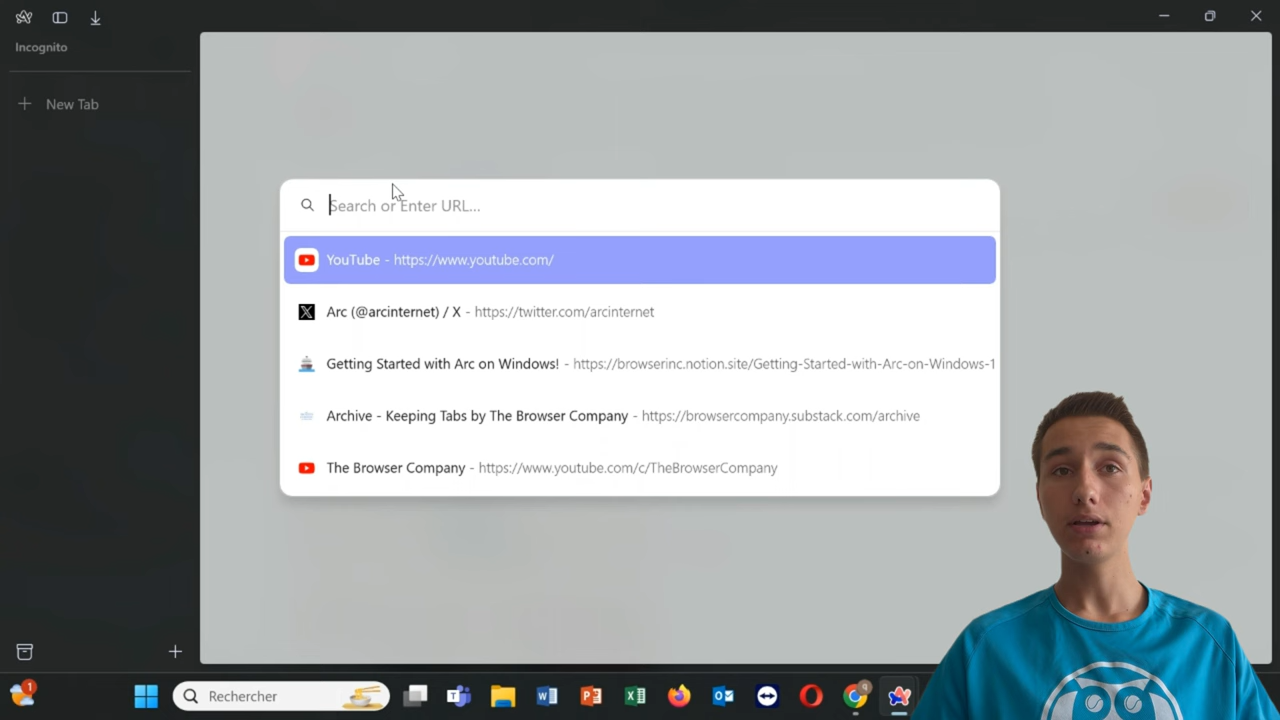 Incognito
New Tab
Search or Enter URL...
YouTube - https://www.youtube.com/
Arc (@arcinternet) / X - https://twitter.com/arcinternet
Getting Started with Arc on Windows! - https://browserinc.notion.site/Getting-Started-with-Arc-on-Windows-1
Archive - Keeping Tabs by The Browser Company - https://browsercompany.substack.com/archive
The Browser Company - https://www.youtube.com/c/TheBrowserCompany
1
Rechercher